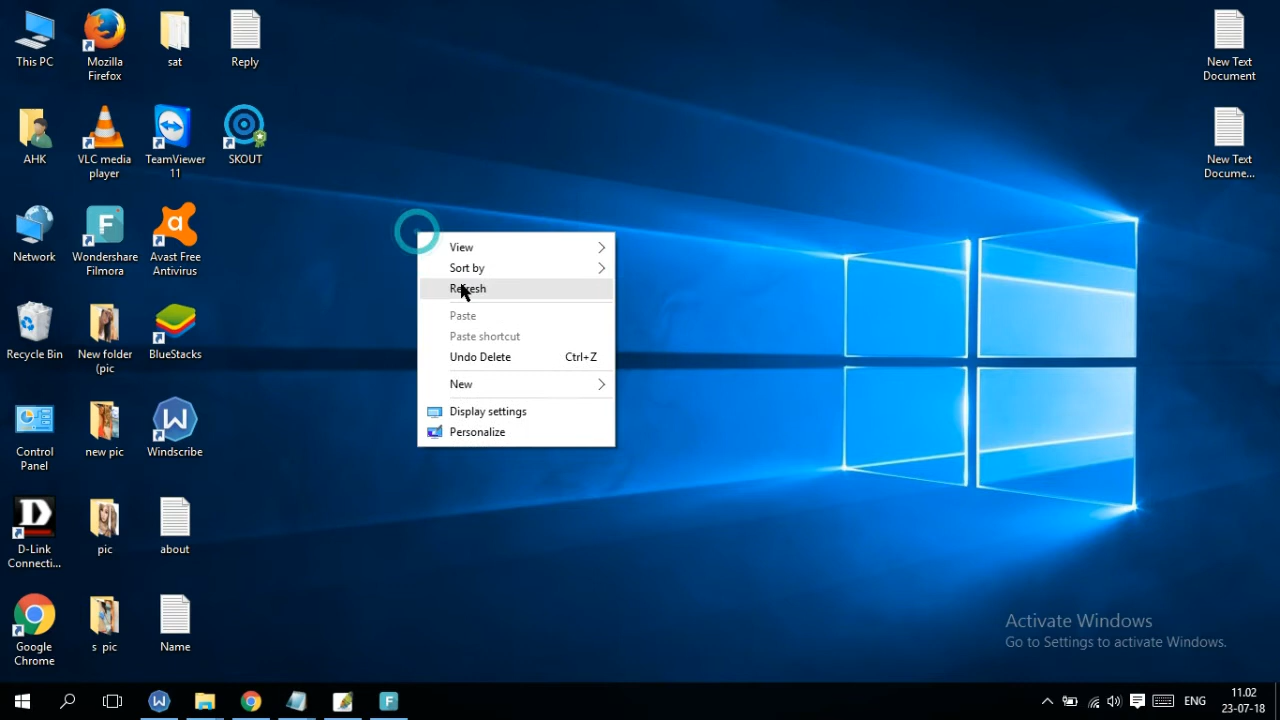 This PC
Mozilla
Firefox
sat
Reply
AHK
VLC media
player
TeamViewer
11
SKOUT
Network
Wondershare
Filmora
Avast Free
Antivirus
Recycle Bin
New folder
(pic
BlueStacks
Control
Panel
new pic
Windscribe
D-Link
Connecti...
pic
about
Google
Chrome
s pic
Name
View
Sort by
Refresh
Paste
Paste shortcut
Undo Delete Ctrl+Z
New
Display settings
Personalize
New Text
Document
New Text
Docume...
Activate Windows
Go to Settings to activate Windows.
ENG
11.02
23-07-18